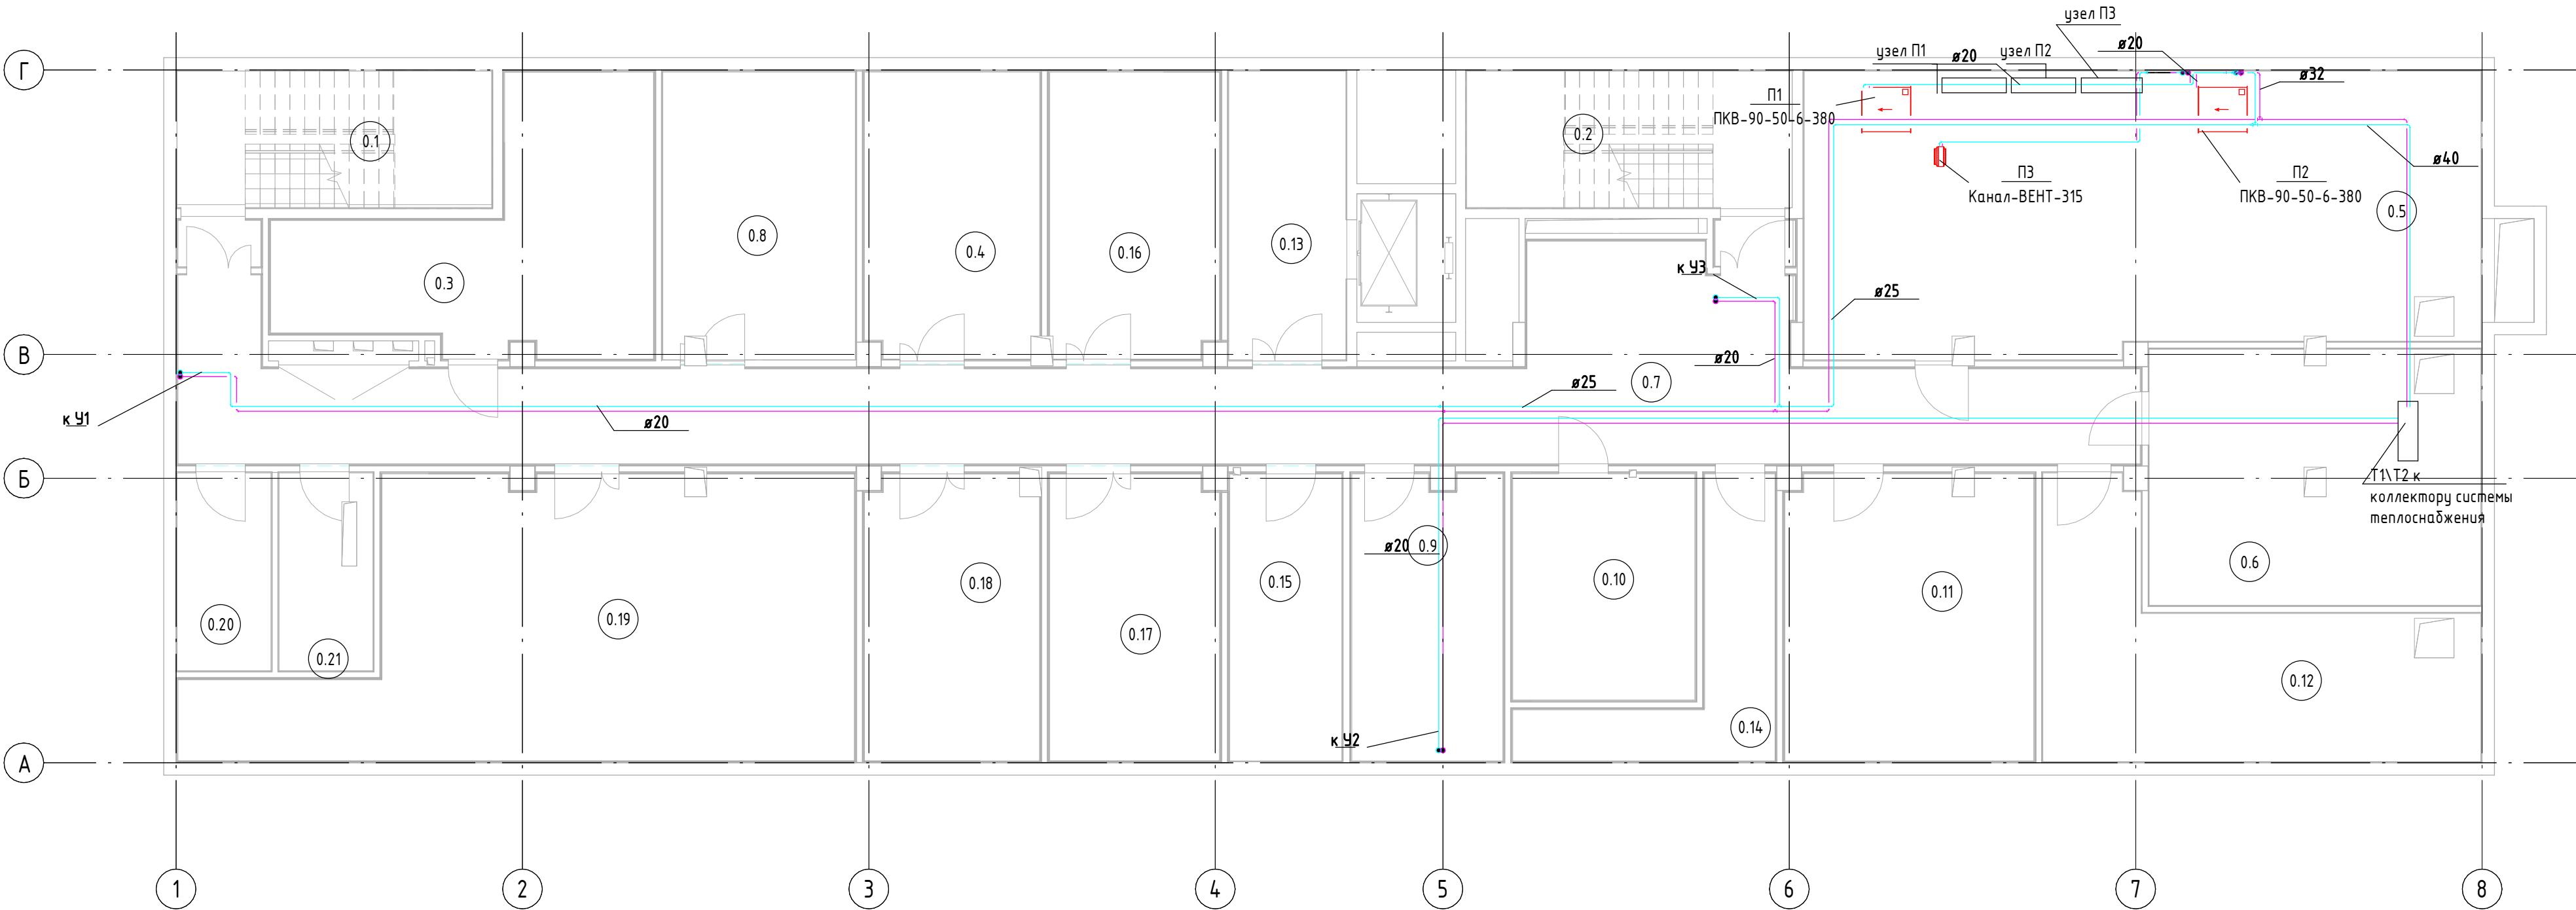 узел П3
узел П1
ø20
узел П2
ø20
ø32
Г
П1
ПКВ-90-50-6-380
0.1
0.2
ø40
П3
Канал-ВЕНТ-315
П2
ПКВ-90-50-6-380
0.5
0.8
0.4
0.16
0.13
0.3
к У3
ø25
В
ø20
0.7
ø25
к У1
ø20
Б
Т1\Т2 к
коллектору системы
теплоснабжения
ø20
0.9
0.18
0.15
0.10
0.11
0.6
0.20
0.19
0.17
0.21
0.12
0.14
к У2
А
1
2
3
4
5
6
7
8